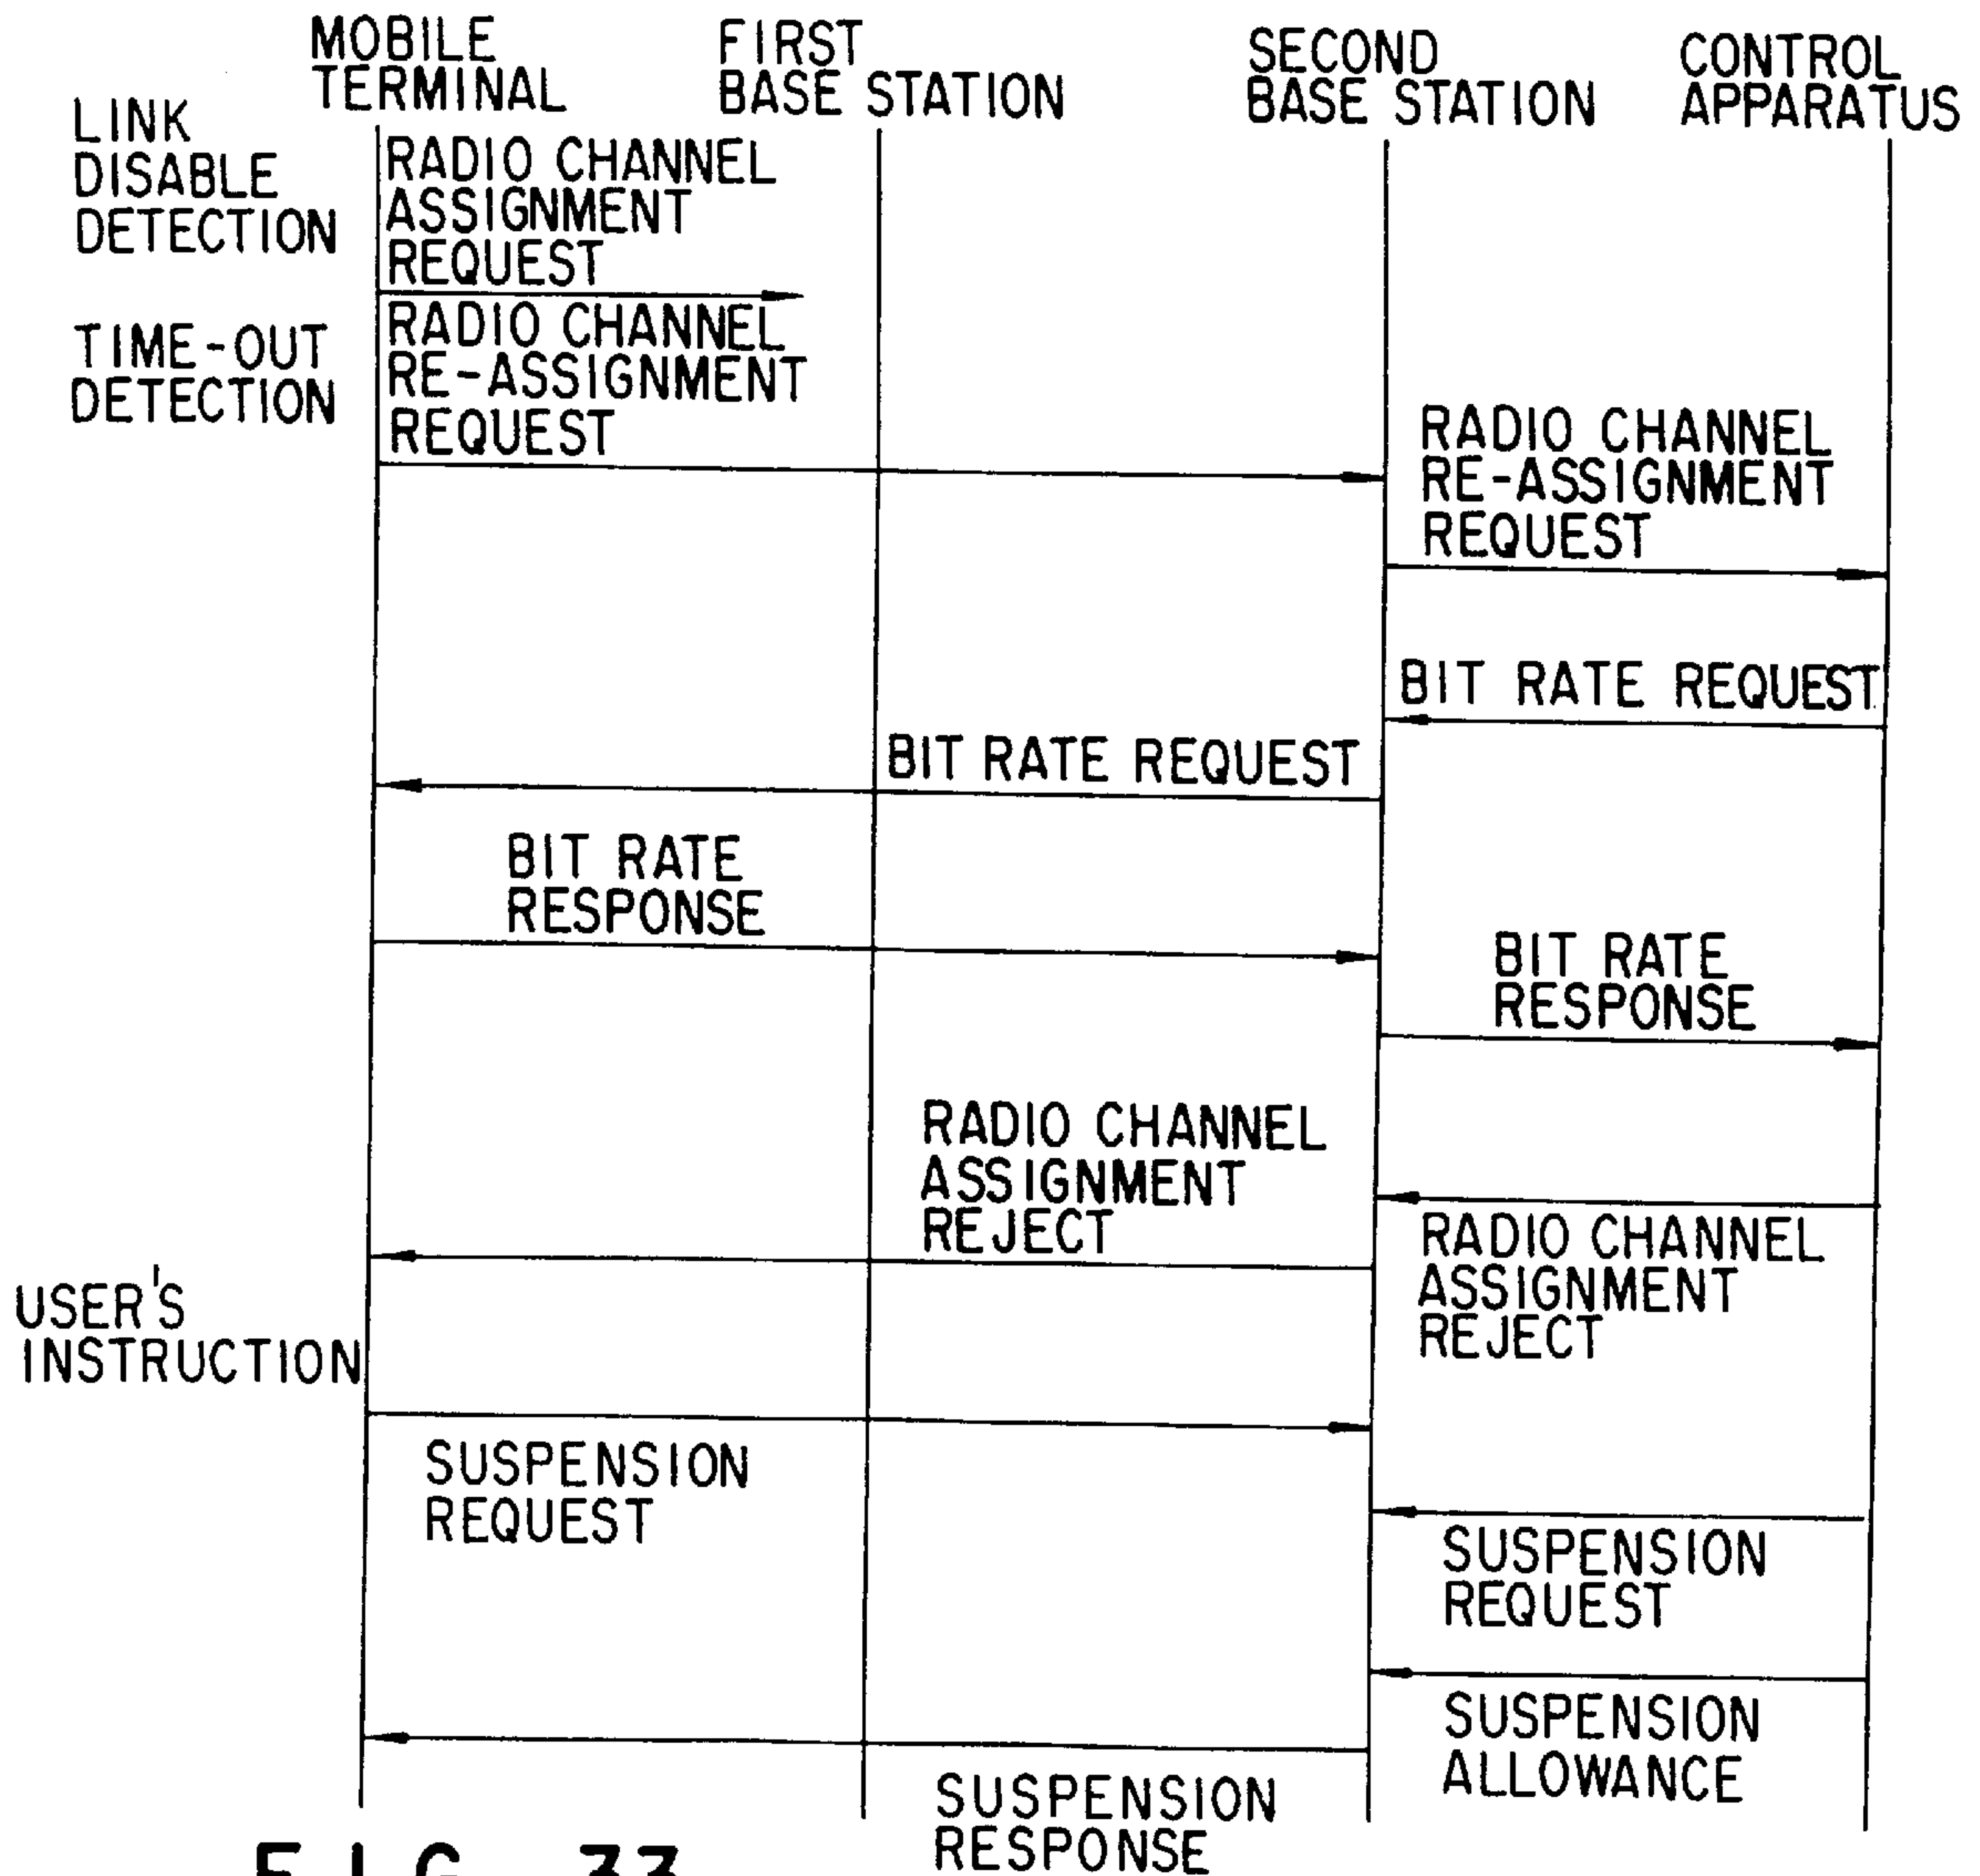 MOBILE
TERMINAL
FIRST
BASE STATION
SECOND
BASE STATION
CONTROL
APPARATUS
LINK
DISABLE
DETECTION
RADIO CHANNEL
ASSIGNMENT
REQUEST
TIME-OUT
DETECTION
RADIO CHANNEL
RE-ASSIGNMENT
REQUEST
RADIO CHANNEL
RE-ASSIGNMENT
REQUEST
BIT RATE REQUEST
BIT RATE REQUEST
BIT RATE
RESPONSE
BIT RATE
RESPONSE
RADIO CHANNEL
ASSIGNMENT
REJECT
RADIO CHANNEL
ASSIGNMENT
REJECT
USER'S
INSTRUCTION
SUSPENSION
REQUEST
SUSPENSION
REQUEST
SUSPENSION
ALLOWANCE
SUSPENSION
RESPONSE
FIG. 33